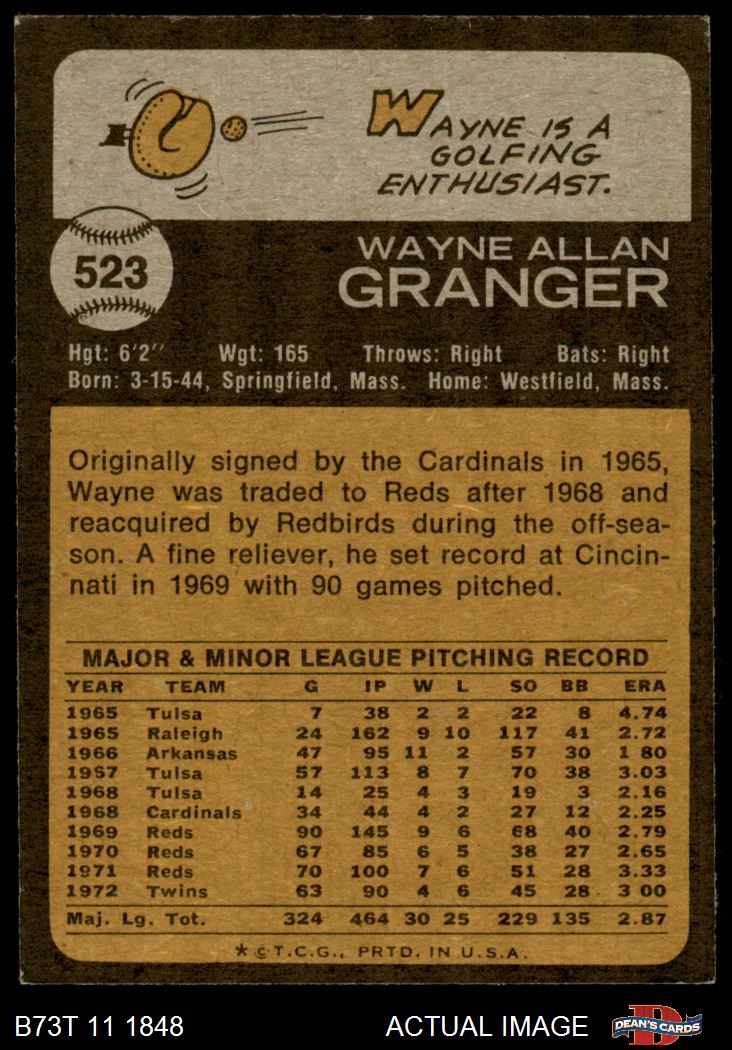 WAYNE IS A
GOLFING
ENTHUSIAST.
523
WAYNE ALLAN
GRANGER
Hgt: 6'2'' Wgt: 165 Throws: Right Bats: Right
Born: 3-15-44, Springfield, Mass. Home: Westfield, Mass.
Originally signed by the Cardinals in 1965,
Wayne was traded to Reds after 1968 and
reacquired by Redbirds during the off-sea-
son. A fine reliever, he set record at Cincin-
nati in 1969 with 90 games pitched.
MAJOR & MINOR LEAGUE PITCHING RECORD
YEAR TEAM G IP W L SO BB ERA
1965 Tulsa 7 38 2 2 22 8 4.74
1965 Raleigh 24 162 9 10 117 41 2.72
1966 Arkansas 47 95 11 2 57 30 1 80
1967 Tulsa 57 113 8 7 70 38 3.03
1968 Tulsa 14 25 4 3 19 3 2.16
1968 Cardinals 34 44 4 2 27 12 2.25
1969 Reds 90 145 9 6 68 40 2.79
1970 Reds 67 85 6 5 38 27 2.65
1971 Reds 70 100 7 6 51 28 3.33
1972 Twins 63 90 4 6 45 28 3 00
Maj. Lg. Tot. 324 464 30 25 229 135 2.87
* © T.C.G., PRTD. IN U.S.A.
B73T 11 1848 ACTUAL IMAGE DEAN'S CARDS